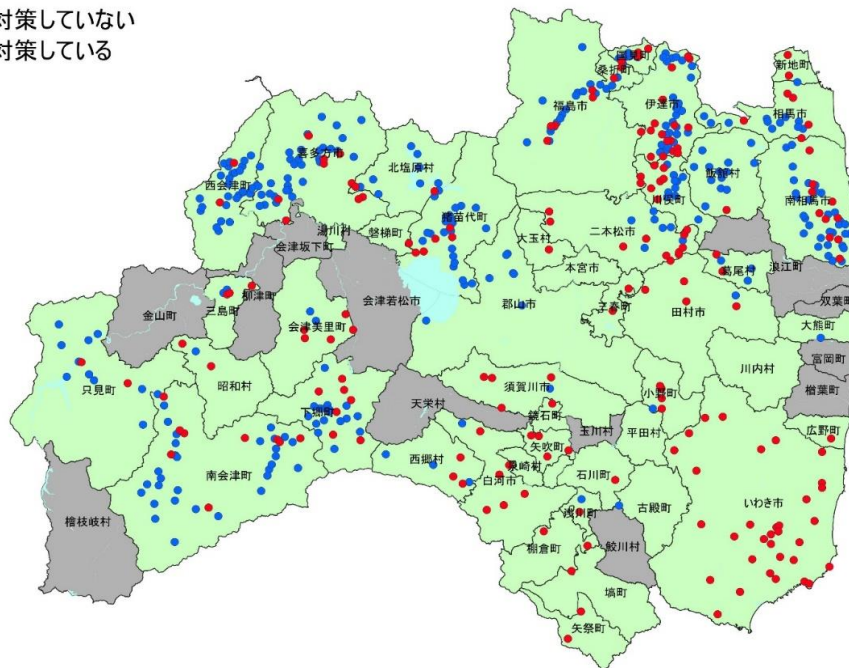 対策していない
対策している
新地町
桑折町
福島市
伊達市
相馬市
喜多方市
北塩原村
西会津町
飯舘村
川俣町
南相馬市
猪苗代町
湯川村
磐梯町
大玉村
二本松市
会津坂下町
本宮市
葛尾村
浪江町
金山町
三島町
柳津町
会津若松市
郡山市
三春町
田村市
双葉町
会津美里町
大熊町
只見町
昭和村
川内村
富岡町
須賀川市
小野町
楢葉町
天栄村
下郷町
鏡石町
玉川村
平田村
広野町
矢吹町
西郷村
泉崎村
南会津町
白河市
石川町
古殿町
いわき市
檜枝岐村
浅川町
棚倉町
鮫川村
塙町
矢祭町